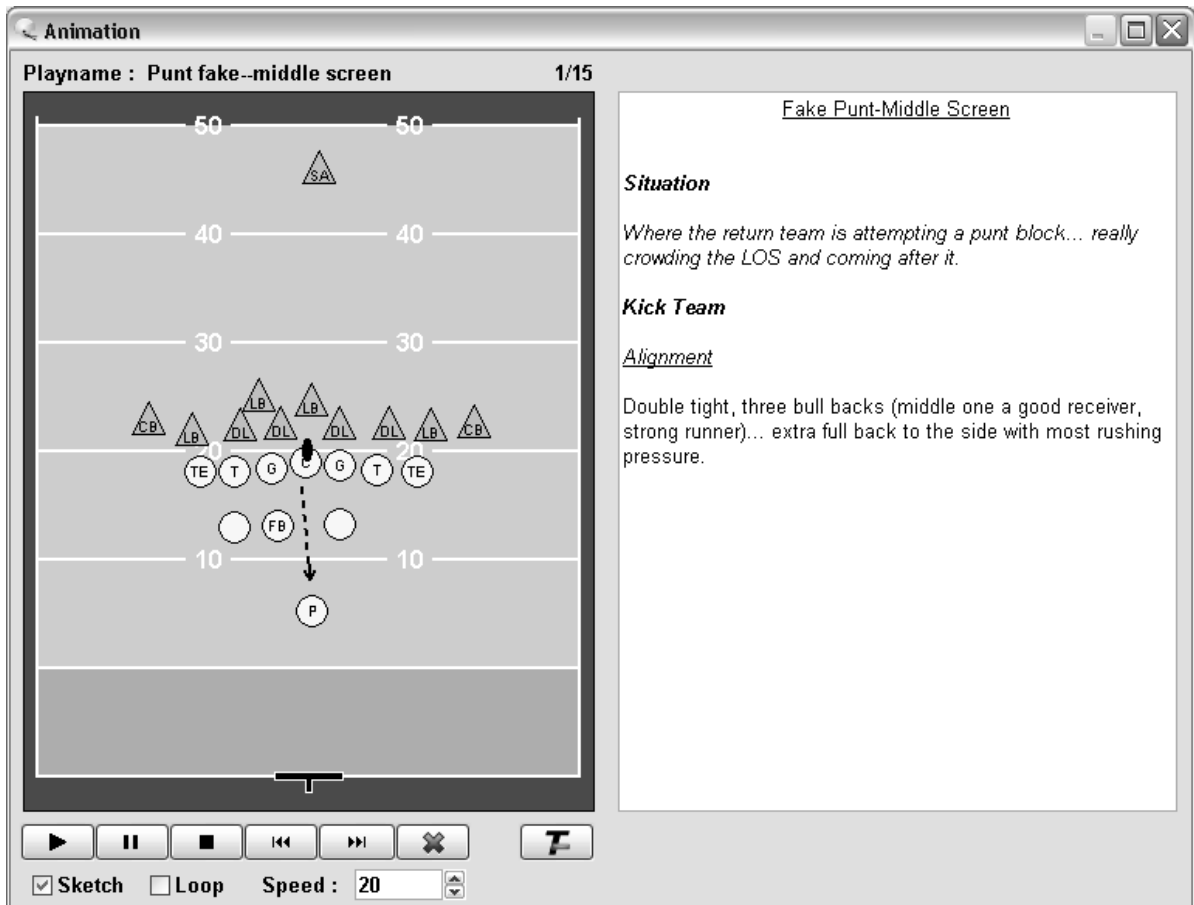 Animation
Playname : Punt fake--middle screen 1/15
50 50
SA
40 40
30 30
LB LB
CB LB DL DL DL DL LB CB
20 20
TE T G C G T TE
FB
10 10
P
Sketch Loop Speed : 20
Fake Punt-Middle Screen
Situation
Where the return team is attempting a punt block... really
crowding the LOS and coming after it.
Kick Team
Alignment
Double tight, three bull backs (middle one a good receiver,
strong runner)... extra full back to the side with most rushing
pressure.